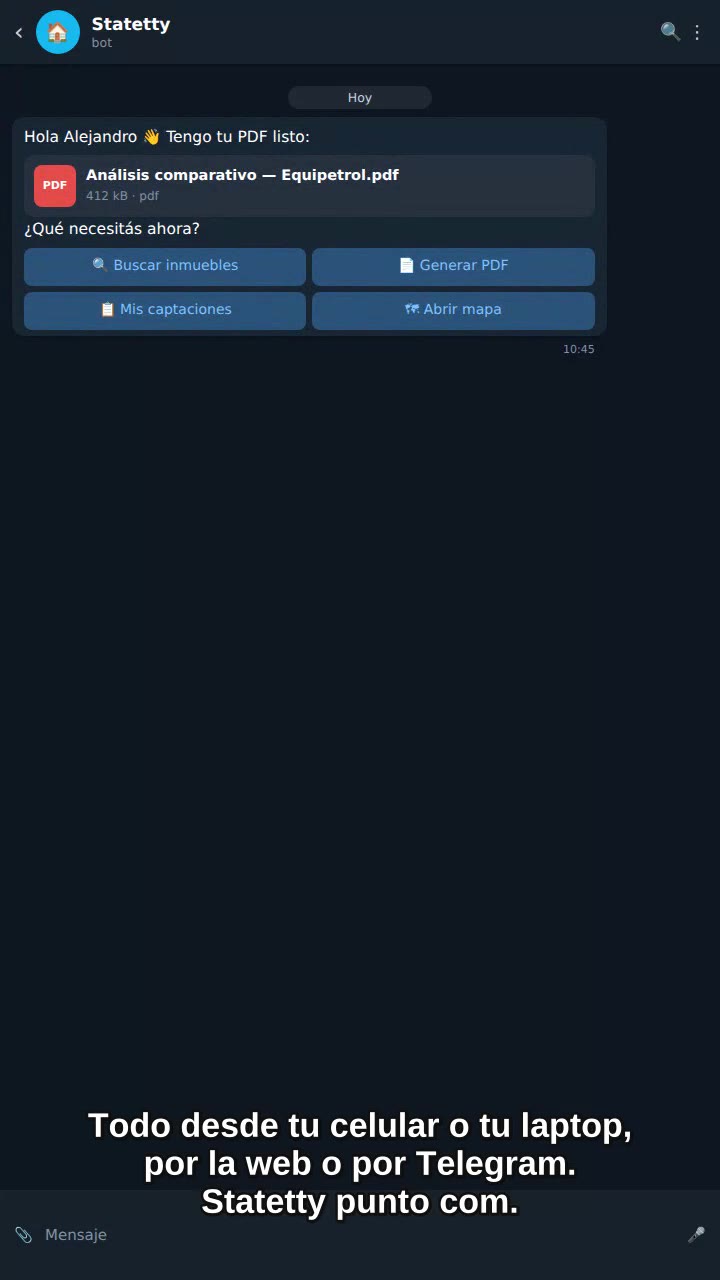 Statetty
bot
Hoy
Hola Alejandro 👋 Tengo tu PDF listo:
PDF
Análisis comparativo — Equipetrol.pdf
412 kB · pdf
¿Qué necesitás ahora?
🔍 Buscar inmuebles
📄 Generar PDF
📋 Mis captaciones
🗺 Abrir mapa
10:45
Todo desde tu celular o tu laptop,
por la web o por Telegram.
Statetty punto com.
Mensaje